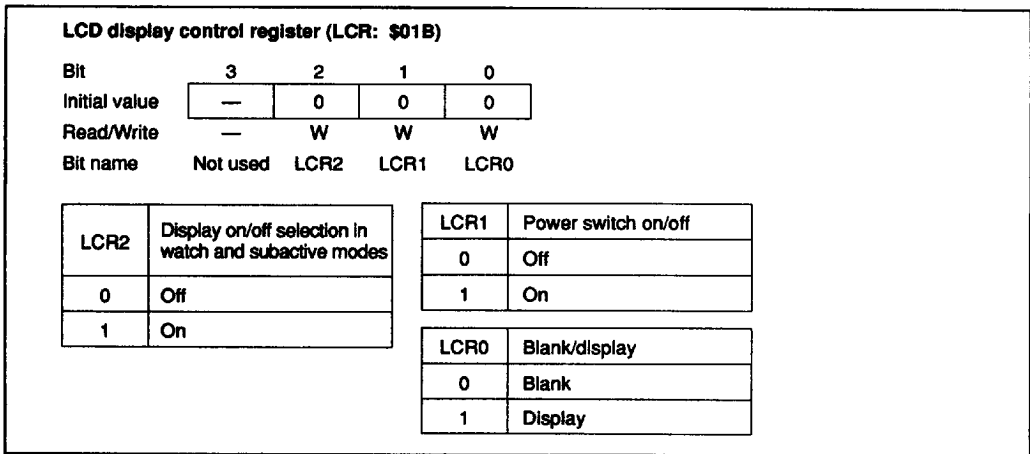 LCD display control register (LCR: $01B)
Bit 3 2 1 0
Initial value — 0 0 0
Read/Write — W W W
Bit name Not used LCR2 LCR1 LCR0
LCR2 Display on/off selection in
watch and subactive modes
0 Off
1 On
LCR1 Power switch on/off
0 Off
1 On
LCR0 Blank/display
0 Blank
1 Display